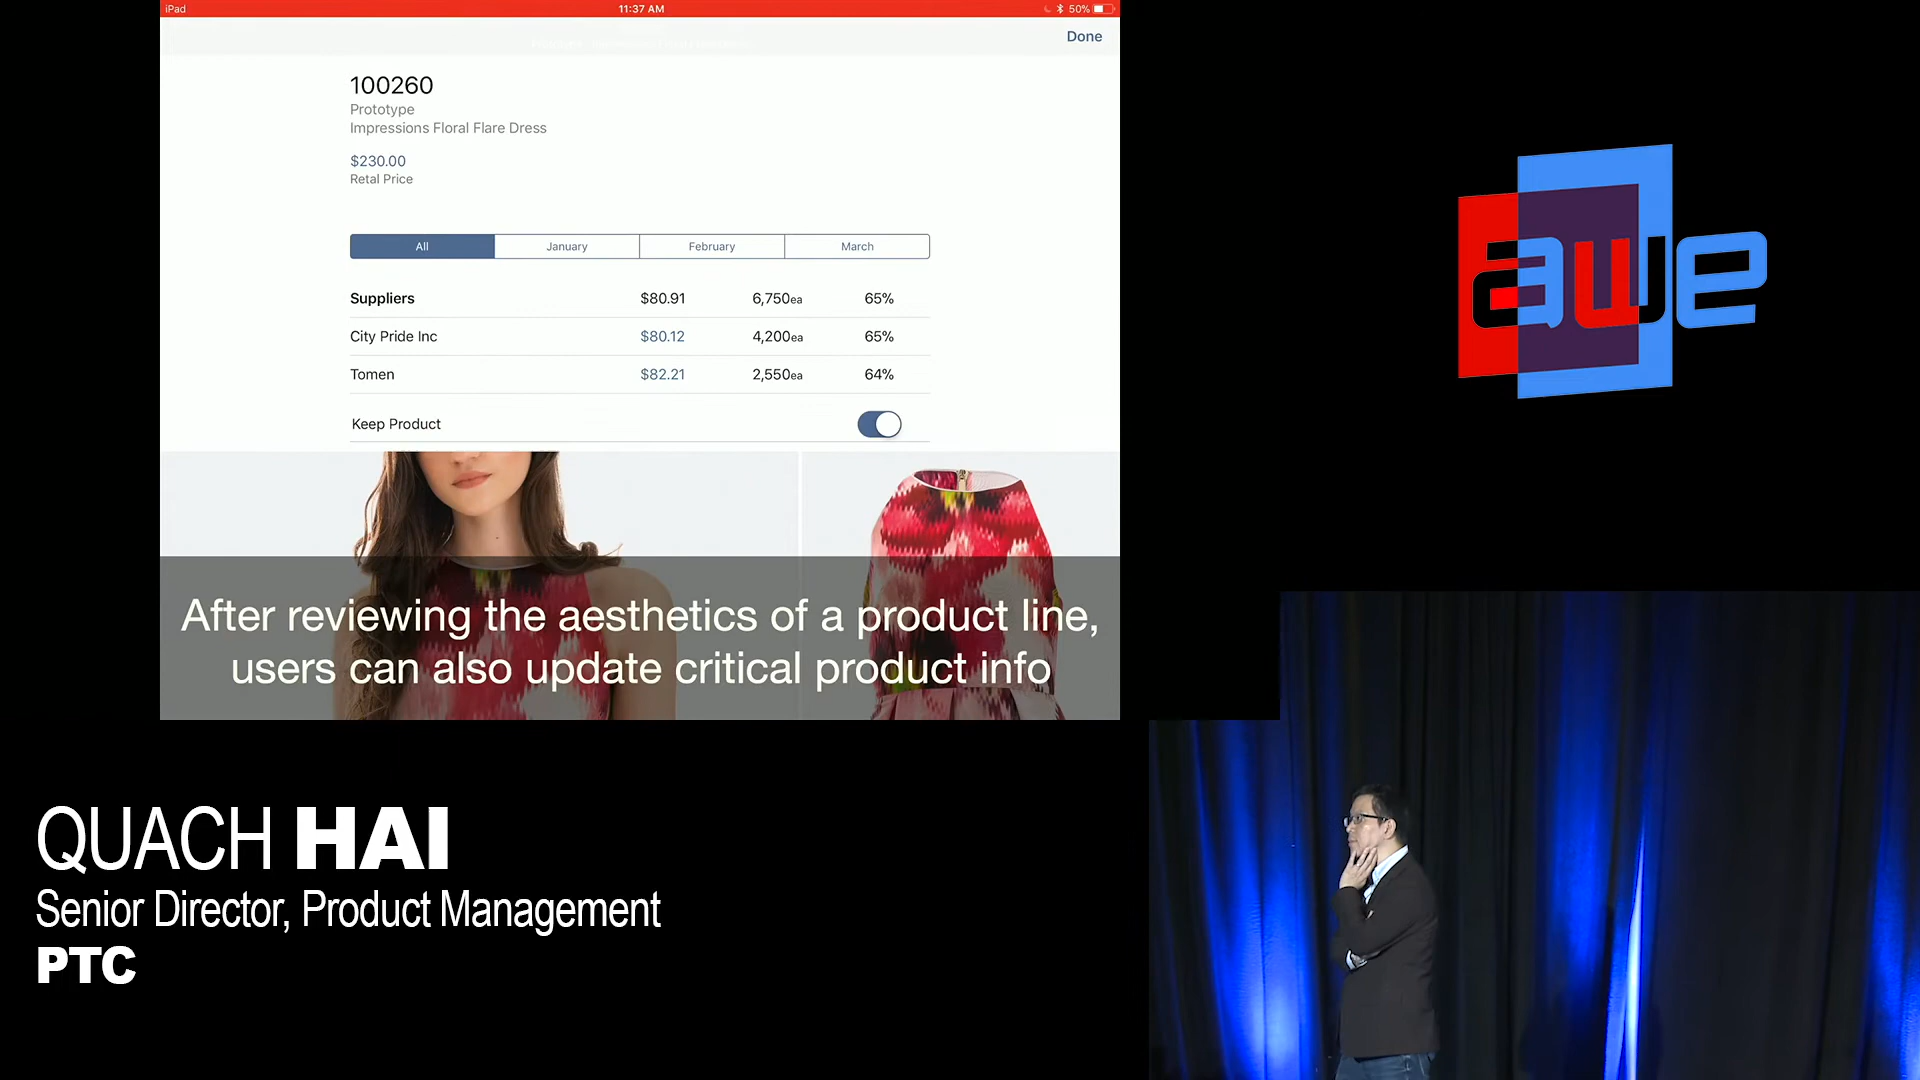 iPad
11:37 AM
50%
Done
100260
Prototype
Impressions Floral Flare Dress
$230.00
Retal Price
All January February March
Suppliers $80.91 6,750ea 65%
City Pride Inc $80.12 4,200ea 65%
Tomen $82.21 2,550ea 64%
Keep Product
After reviewing the aesthetics of a product line,
users can also update critical product info
awe
QUACH HAI
Senior Director, Product Management
PTC